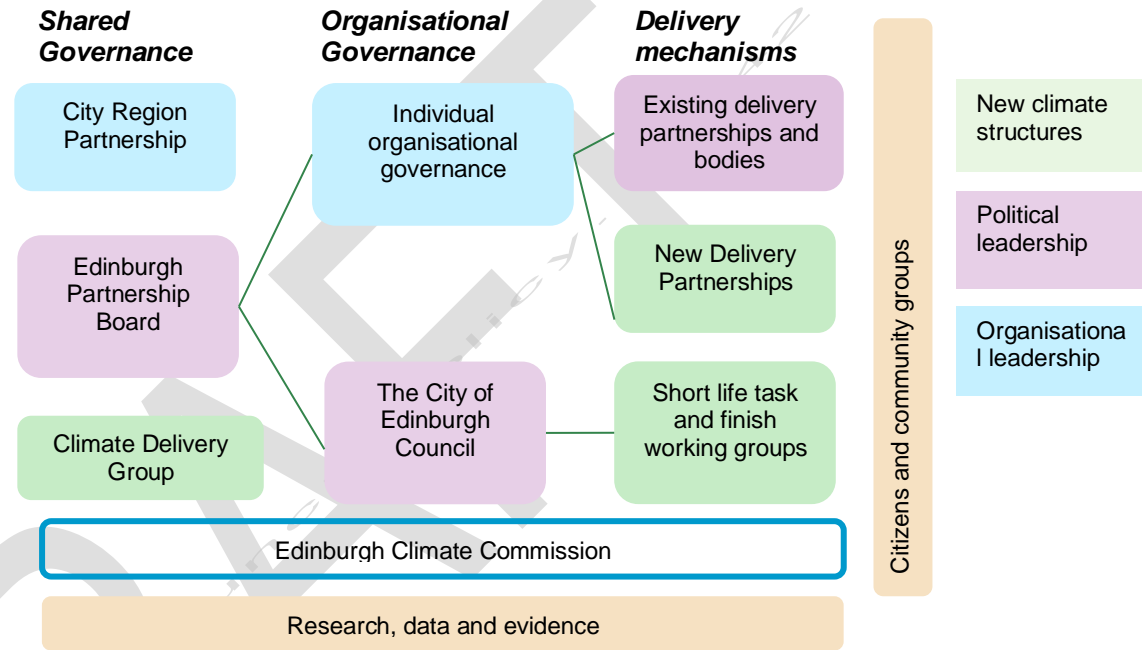 Shared
Governance
Organisational
Governance
Delivery
mechanisms
City Region
Partnership
Individual
organisational
governance
Existing delivery
partnerships and
bodies
New climate
structures
Edinburgh
Partnership
Board
New Delivery
Partnerships
Political
leadership
Climate Delivery
Group
The City of
Edinburgh
Council
Short life task
and finish
working groups
Organisationa
l leadership
Citizens and community groups
Edinburgh Climate Commission
Research, data and evidence